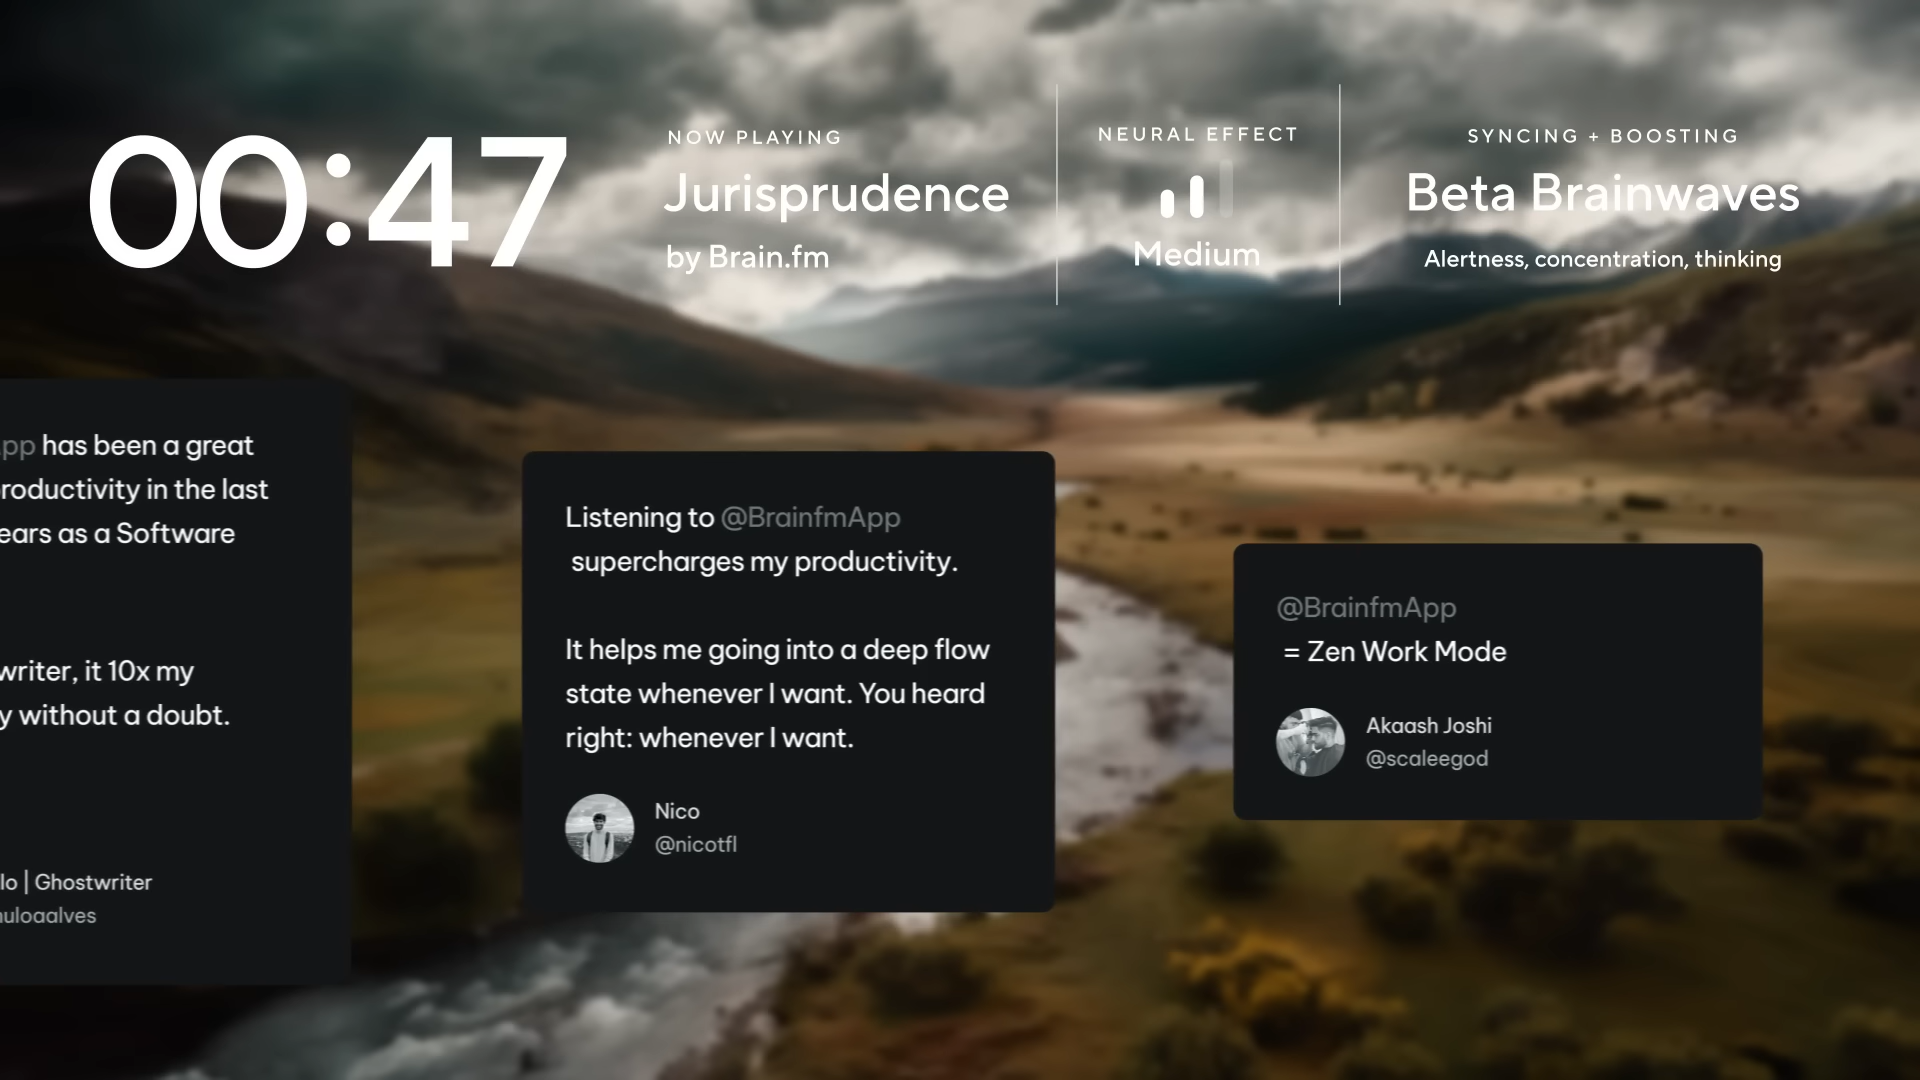 00:47
NOW PLAYING
Jurisprudence
by Brain.fm
NEURAL EFFECT
Medium
SYNCING + BOOSTING
Beta Brainwaves
Alertness, concentration, thinking
has been a great
in the last
as a Software
it 10x my
without a doubt.
| Ghostwriter
Listening to @BrainfmApp
supercharges my productivity.
It helps me going into a deep flow
state whenever I want. You heard
right: whenever I want.
Nico
@nicotfl
@BrainfmApp
= Zen Work Mode
Akaash Joshi
@scaleegod